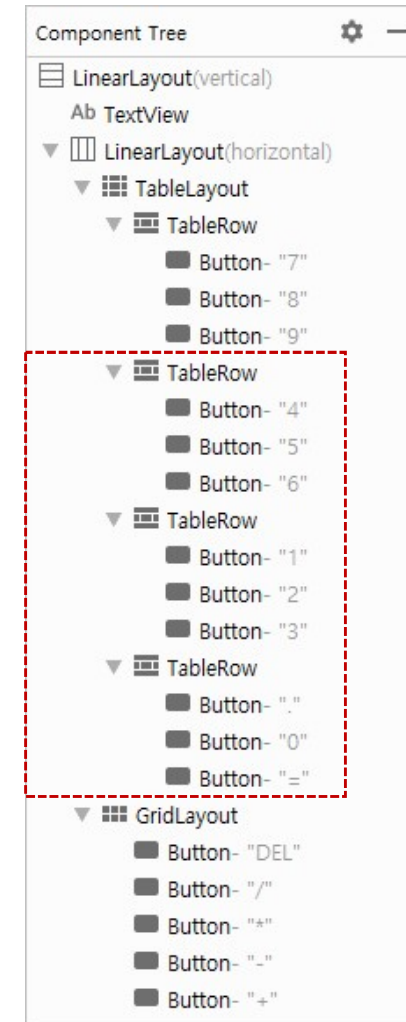 Component Tree
LinearLayout(vertical)
Ab TextView
LinearLayout(horizontal)
TableLayout
TableRow
Button- "7"
Button- "8"
Button- "9"
TableRow
Button- "4"
Button- "5"
Button- "6"
TableRow
Button- "1"
Button- "2"
Button- "3"
TableRow
Button- "."
Button- "0"
Button- "="
GridLayout
Button- "DEL"
Button- "/"
Button- "*"
Button- "-"
Button- "+"